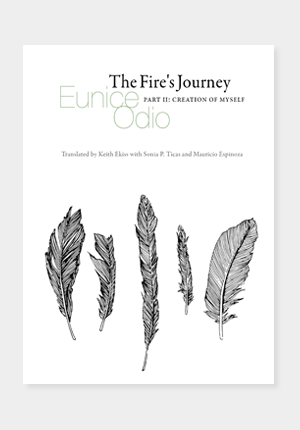 The Fire's Journey
Eunice
PART II: CREATION OF MYSELF
Odio
Translated by Keith Ekiss with Sonia P. Ticas and Mauricio Espinoza